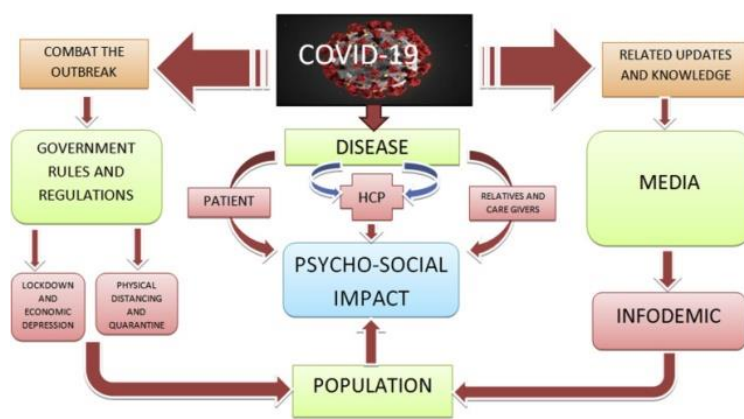 COVID-19
COMBAT THE
OUTBREAK
RELATED UPDATES
AND KNOWLEDGE
GOVERNMENT
RULES AND
REGULATIONS
DISEASE
MEDIA
PATIENT
HCP
RELATIVES AND
CARE GIVERS
PSYCHO-SOCIAL
IMPACT
LOCKDOWN
AND
ECONOMIC
DEPRESSION
PHYSICAL
DISTANCING
AND
QUARANTINE
INFODEMIC
POPULATION